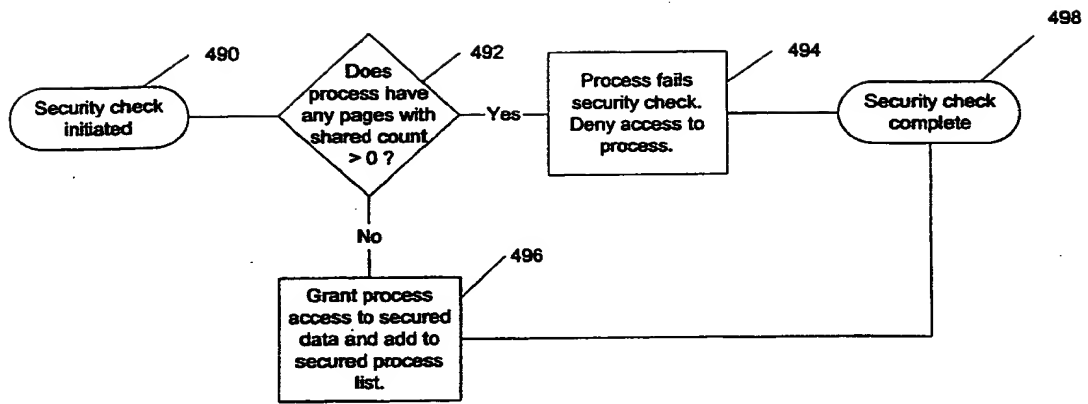 490
Security check
initiated
492
Does
process have
any pages with
shared count
> 0 ?
Yes
494
Process fails
security check.
Deny access to
process.
498
Security check
complete
No
496
Grant process
access to secured
data and add to
secured process
list.